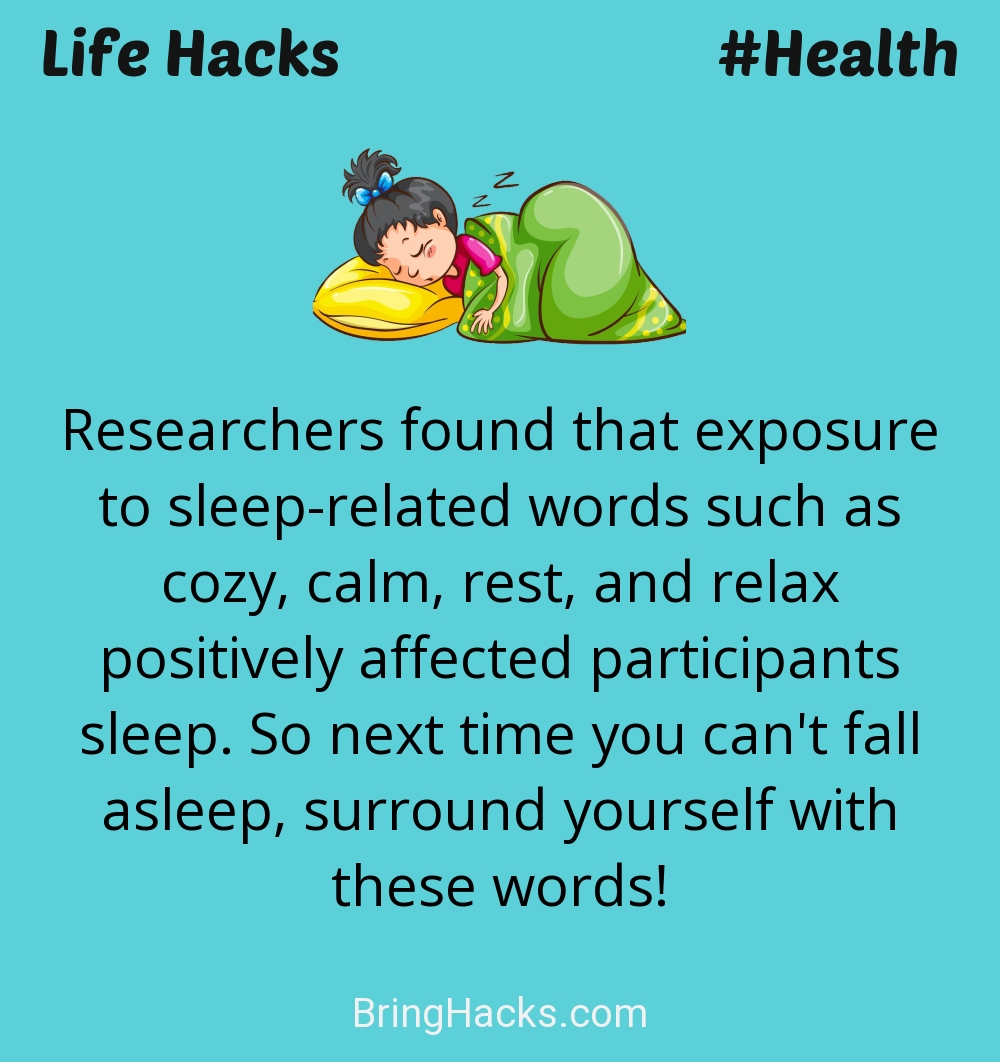 Life Hacks #Health
z Z
Researchers found that exposure
to sleep-related words such as
cozy, calm, rest, and relax
positively affected participants
sleep. So next time you can't fall
asleep, surround yourself with
these words!
BringHacks.com